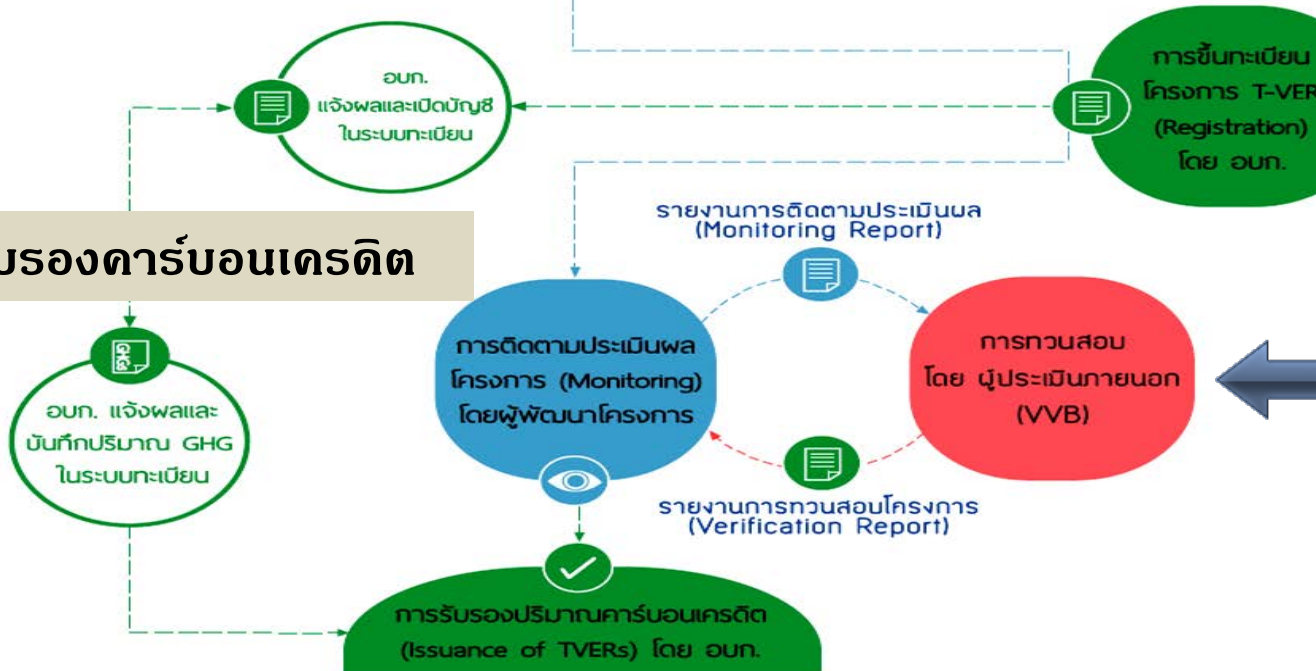 อบก.
แจ้งผลและเปิดบัญชี
ในระบบทะเบียน
การขึ้นทะเบียน
โครงการ T-VER
(Registration)
โดย อบก.
รายงานการติดตามประเมินผล
(Monitoring Report)
บรองคาร์บอนเครดิต
GHGs
อบก. แจ้งผลและ
บันทึกปริมาณ GHG
ในระบบทะเบียน
การติดตามประเมินผล
โครงการ (Monitoring)
โดยผู้พัฒนาโครงการ
การทวนสอบ
โดย ผู้ประเมินภายนอก
(VVB)
รายงานการทวนสอบโครงการ
(Verification Report)
การรับรองปริมาณคาร์บอนเครดิต
(Issuance of TVERs) โดย อบก.